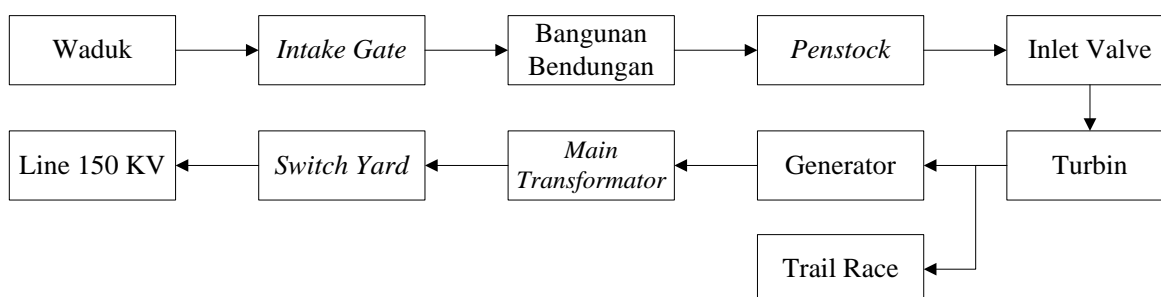 Waduk
Intake Gate
Bangunan
Bendungan
Penstock
Inlet Valve
Line 150 KV
Switch Yard
Main
Transformator
Generator
Turbin
Trail Race